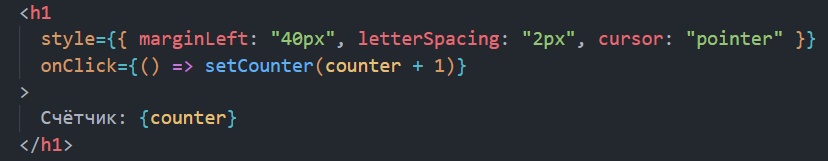 <h1
style={{ marginLeft: "40px", letterSpacing: "2px", cursor: "pointer" }}
onClick={() => setCounter(counter + 1)}
>
Счётчик: {counter}
</h1>